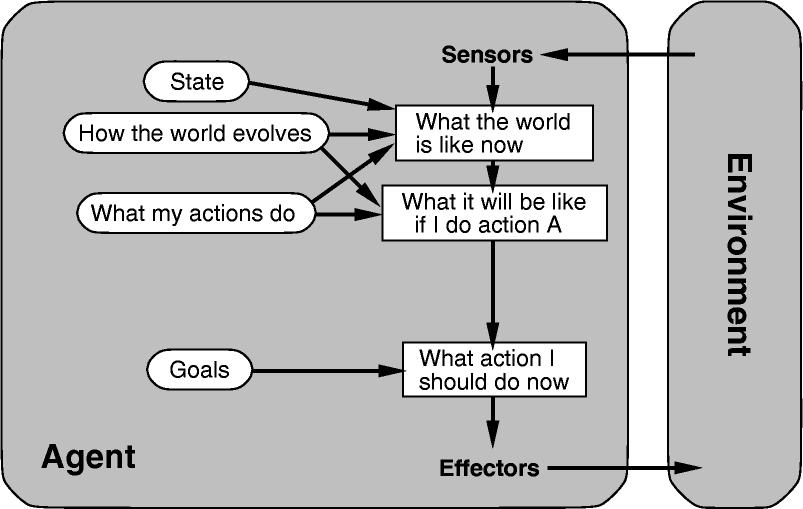 Sensors
State
What the world
is like now
How the world evolves
What my actions do
What it will be like
if I do action A
Goals
What action I
should do now
Agent
Effectors
Environment